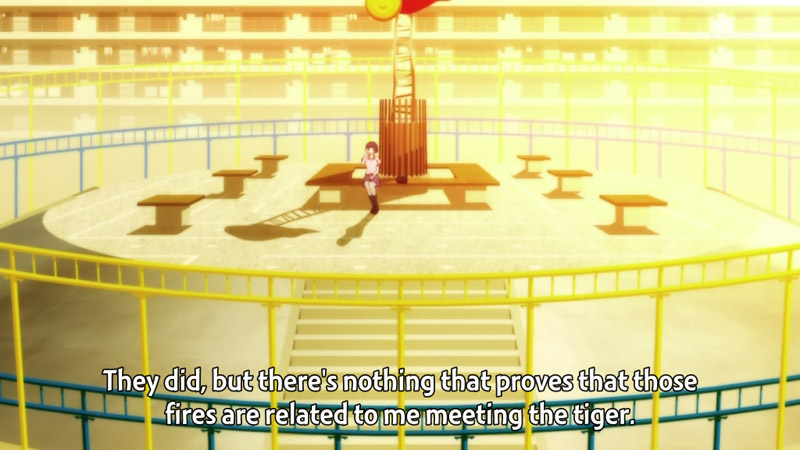 They did, but there's nothing that proves that those
fires are related to me meeting the tiger.